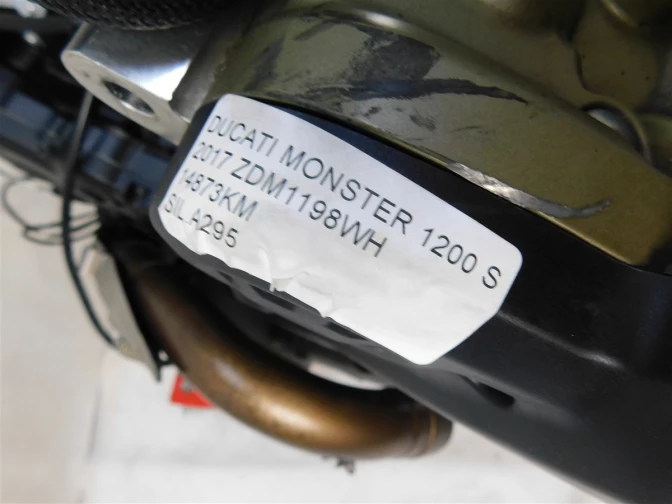 DUCATI MONSTER 1200 S
2017 ZDM1198WH
14873KM
SIL.A295